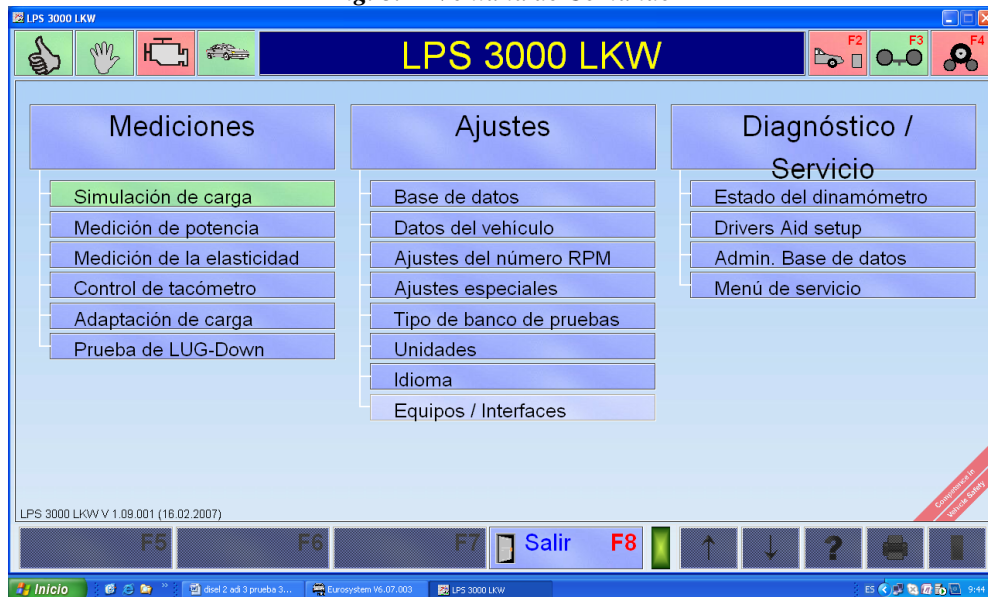 LPS 3000 LKW
LPS 3000 LKW
F2
F3
F4
Mediciones
Simulación de carga
Medición de potencia
Medición de la elasticidad
Control de tacómetro
Adaptación de carga
Prueba de LUG-Down
Ajustes
Base de datos
Datos del vehículo
Ajustes del número RPM
Ajustes especiales
Tipo de banco de pruebas
Unidades
Idioma
Equipos / Interfaces
Diagnóstico /
Servicio
Estado del dinamómetro
Drivers Aid setup
Admin. Base de datos
Menú de servicio
Competence in
Vehicle Safety
LPS 3000 LKW V 1.09.001 (16.02.2007)
F5
F6
F7
Salir F8
?
Inicio
disel 2 adi 3 prueba 3...
Eurosystem V6.07.003
LPS 3000 LKW
ES
9:44